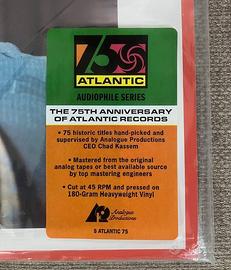 75
ATLANTIC
AUDIOPHILE SERIES
THE 75TH ANNIVERSARY
OF ATLANTIC RECORDS
• 75 historic titles hand-picked and
supervised by Analogue Productions
CEO Chad Kassem
• Mastered from the original
analog tapes or best available source
by top mastering engineers
• Cut at 45 RPM and pressed on
180-Gram Heavyweight Vinyl
Analogue
Productions
S ATLANTIC 75